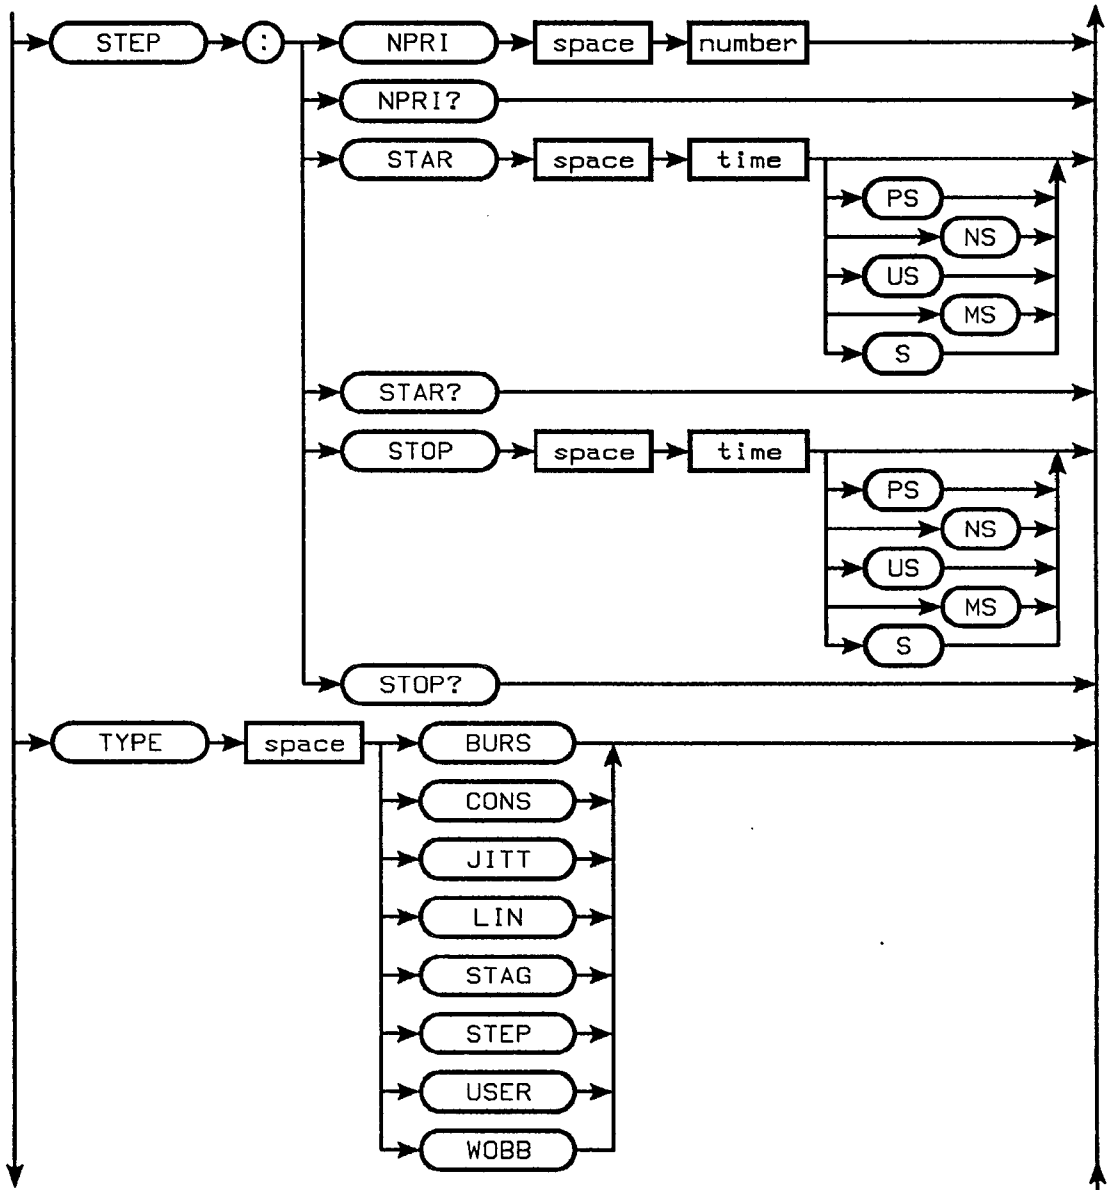 STEP : NPRI space number
NPRI?
STAR space time
PS
NS
US
MS
S
STAR?
STOP space time
PS
NS
US
MS
S
STOP?
TYPE space BURS
CONS
JITT
LIN
STAG
STEP
USER
WOBB